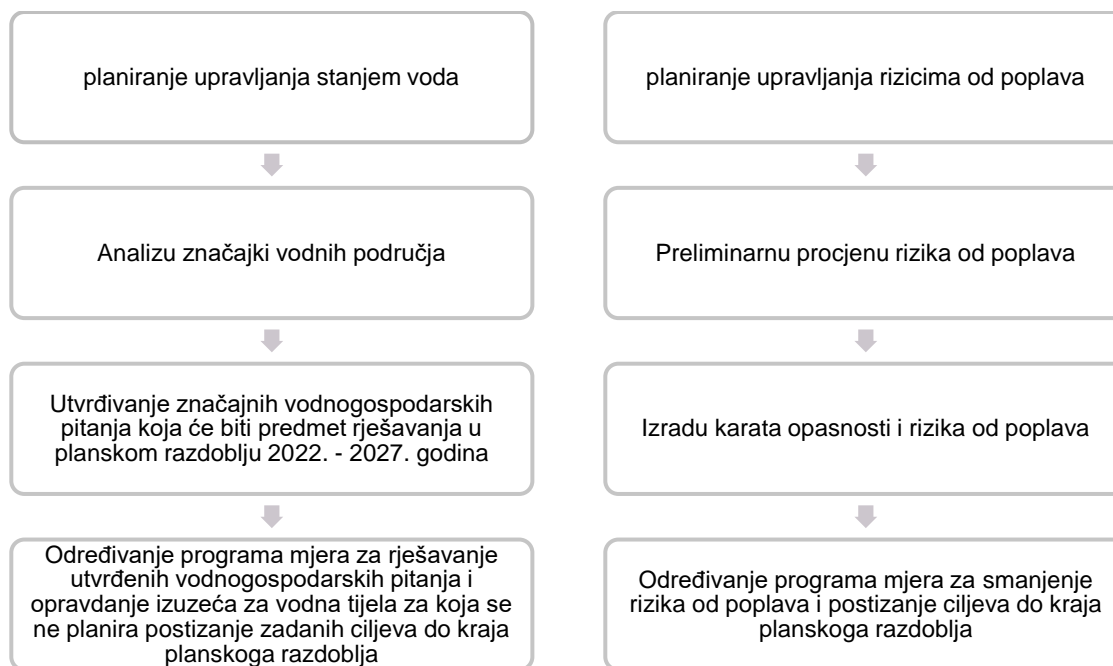 planiranje upravljanja stanjem voda
Analizu značajki vodnih područja
Utvrđivanje značajnih vodnogospodarskih
pitanja koja će biti predmet rješavanja u
planskom razdoblju 2022. - 2027. godina
Određivanje programa mjera za rješavanje
utvrđenih vodnogospodarskih pitanja i
opravdanje izuzeća za vodna tijela za koja se
ne planira postizanje zadanih ciljeva do kraja
planskoga razdoblja
planiranje upravljanja rizicima od poplava
Preliminarnu procjenu rizika od poplava
Izradu karata opasnosti i rizika od poplava
Određivanje programa mjera za smanjenje
rizika od poplava i postizanje ciljeva do kraja
planskoga razdoblja